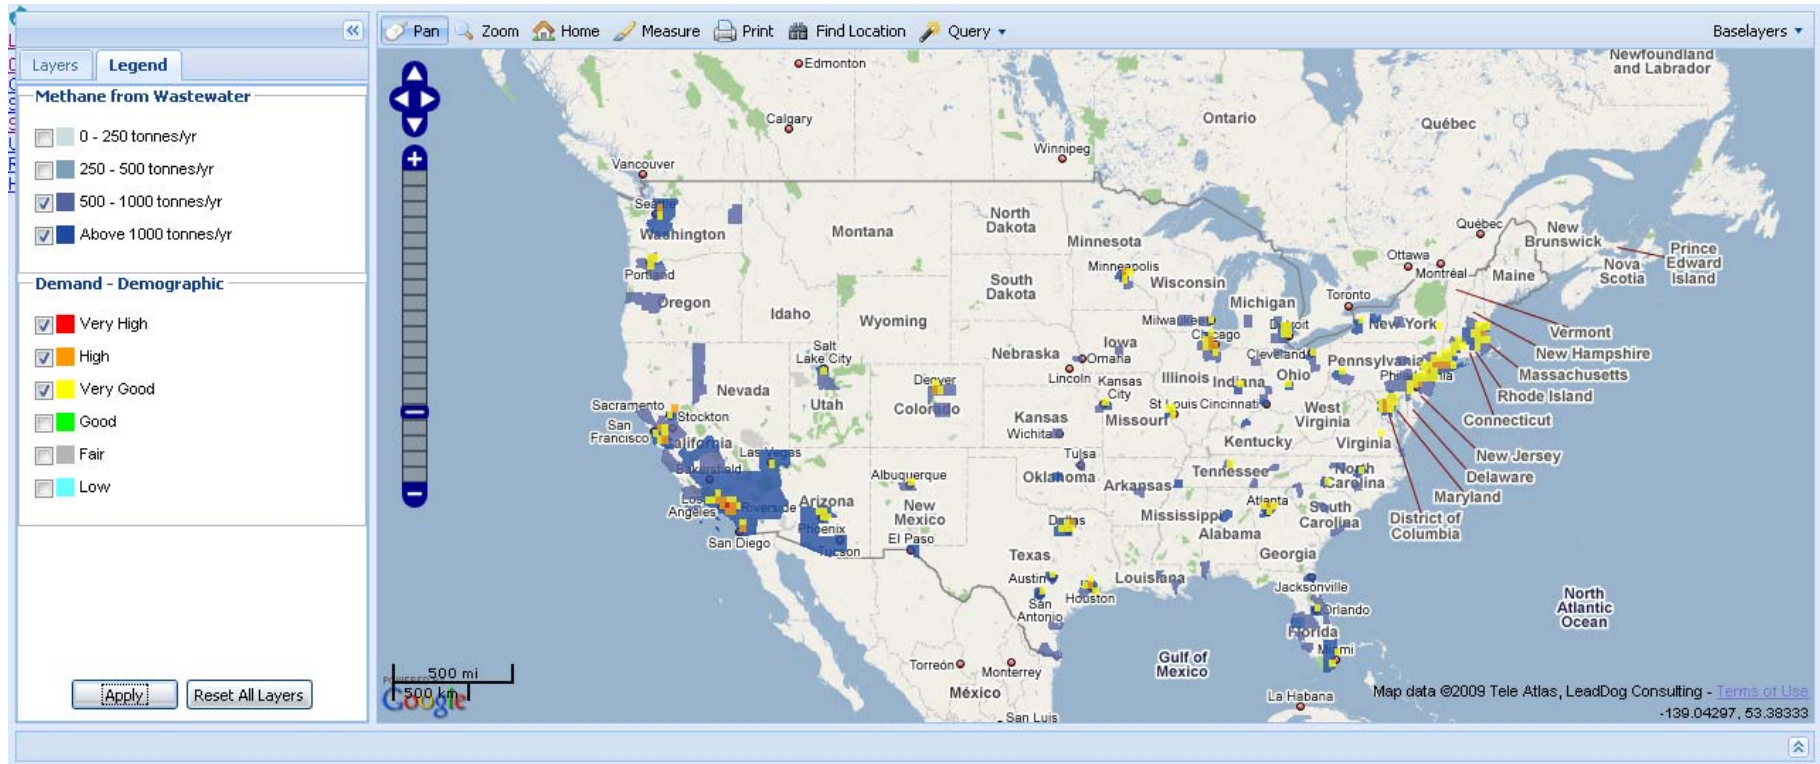 Layers
Legend
Methane from Wastewater
0 - 250 tonnes/yr
250 - 500 tonnes/yr
500 - 1000 tonnes/yr
Above 1000 tonnes/yr
Demand - Demographic
Very High
High
Very Good
Good
Fair
Low
Apply
Reset All Layers
Pan
Zoom
Home
Measure
Print
Find Location
Query
Baselayers
Edmonton
Newfoundland
and Labrador
Calgary
Ontario
Québec
Winnipeg
Vancouver
Seattle
Washington
Montana
North
Dakota
Minnesota
Québec
New
Brunswick
Prince
Edward
Island
Ottawa
Montréal
Maine
Nova
Scotia
Portland
Minneapolis
South
Dakota
Wisconsin
Oregon
Michigan
Toronto
Idaho
Wyoming
Milwaukee
Detroit
New York
Vermont
Chicago
Salt
Lake City
Nebraska
Iowa
Omaha
Cleveland
Pennsylvania
New Hampshire
Massachusetts
Nevada
Denver
Lincoln
Kansas
City
Illinois
Indiana
Ohio
Philadelphia
Rhode Island
Sacramento
Stockton
Utah
Colorado
Kansas
Missouri
St Louis
Cincinnati
West
Virginia
Connecticut
San
Francisco
California
Las Vegas
Wichita
Kentucky
Virginia
New Jersey
Bakersfield
Albuquerque
Tulsa
Oklahoma
Arkansas
Tennessee
North
Carolina
Delaware
Maryland
Los
Angeles
Riverside
Arizona
New
Mexico
Atlanta
South
Carolina
District of
Columbia
Phoenix
Dallas
Mississippi
Alabama
San Diego
Tucson
El Paso
Texas
Georgia
Austin
Louisiana
Jacksonville
Houston
San
Antonio
Orlando
North
Atlantic
Ocean
Florida
Miami
Gulf of
Mexico
Torreón
Monterrey
México
La Habana
San Luis
500 mi
POWERED BY
500 km
Google
Map data ©2009 Tele Atlas, LeadDog Consulting - Terms of Use
-139.04297, 53.38333